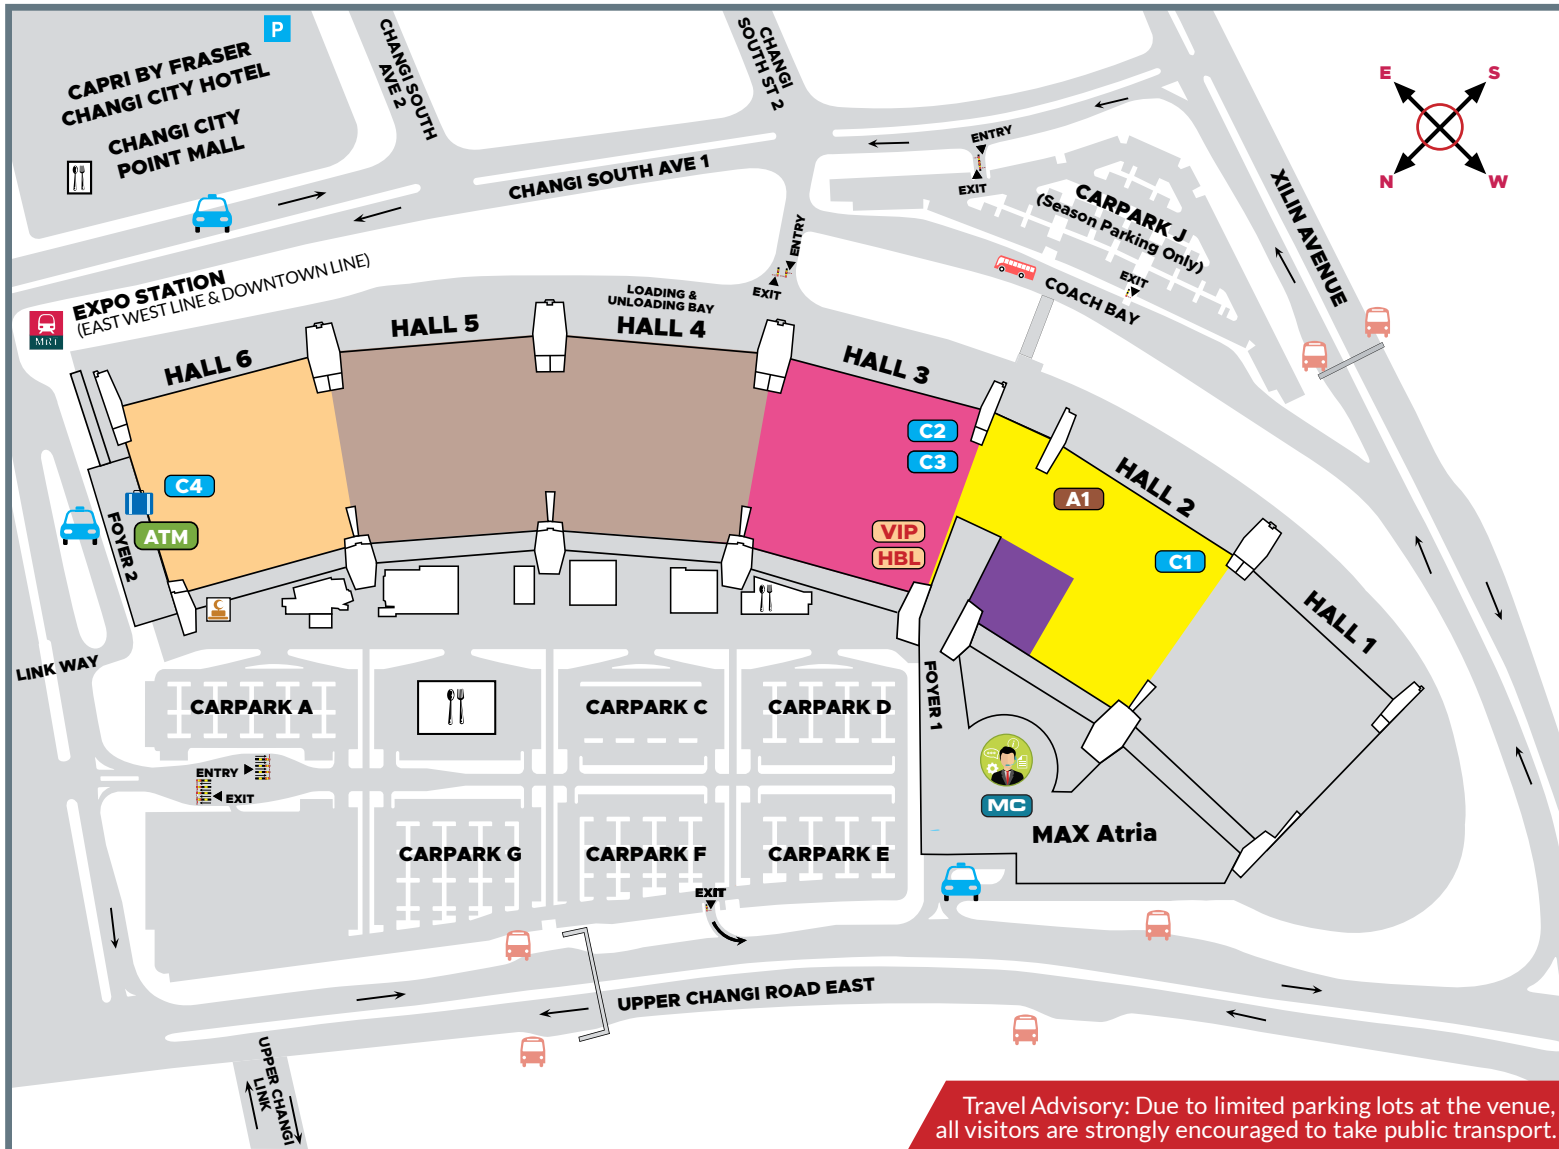 P
CAPRI BY FRASER
CHANGI CITY HOTEL
CHANGI CITY
POINT MALL
CHANGI SOUTH
AVE 2
CHANGI
SOUTH ST 2
CHANGI SOUTH AVE 1
ENTRY
EXIT
CARPARK J
(Season Parking Only)
EXIT
COACH BAY
XILIN AVENUE
E
S
N
W
ENTRY
EXIT
MRT
EXPO STATION
(EAST WEST LINE & DOWNTOWN LINE)
LOADING &
UNLOADING BAY
HALL 6
HALL 5
HALL 4
HALL 3
HALL 2
HALL 1
C2
C3
C4
ATM
FOYER 2
VIP
HBL
A1
C1
LINK WAY
CARPARK A
CARPARK C
CARPARK D
FOYER 1
ENTRY
EXIT
MC
MAX Atria
CARPARK G
CARPARK F
CARPARK E
EXIT
UPPER CHANGI ROAD EAST
UPPER CHANGI
LINK
Travel Advisory: Due to limited parking lots at the venue,
all visitors are strongly encouraged to take public transport.